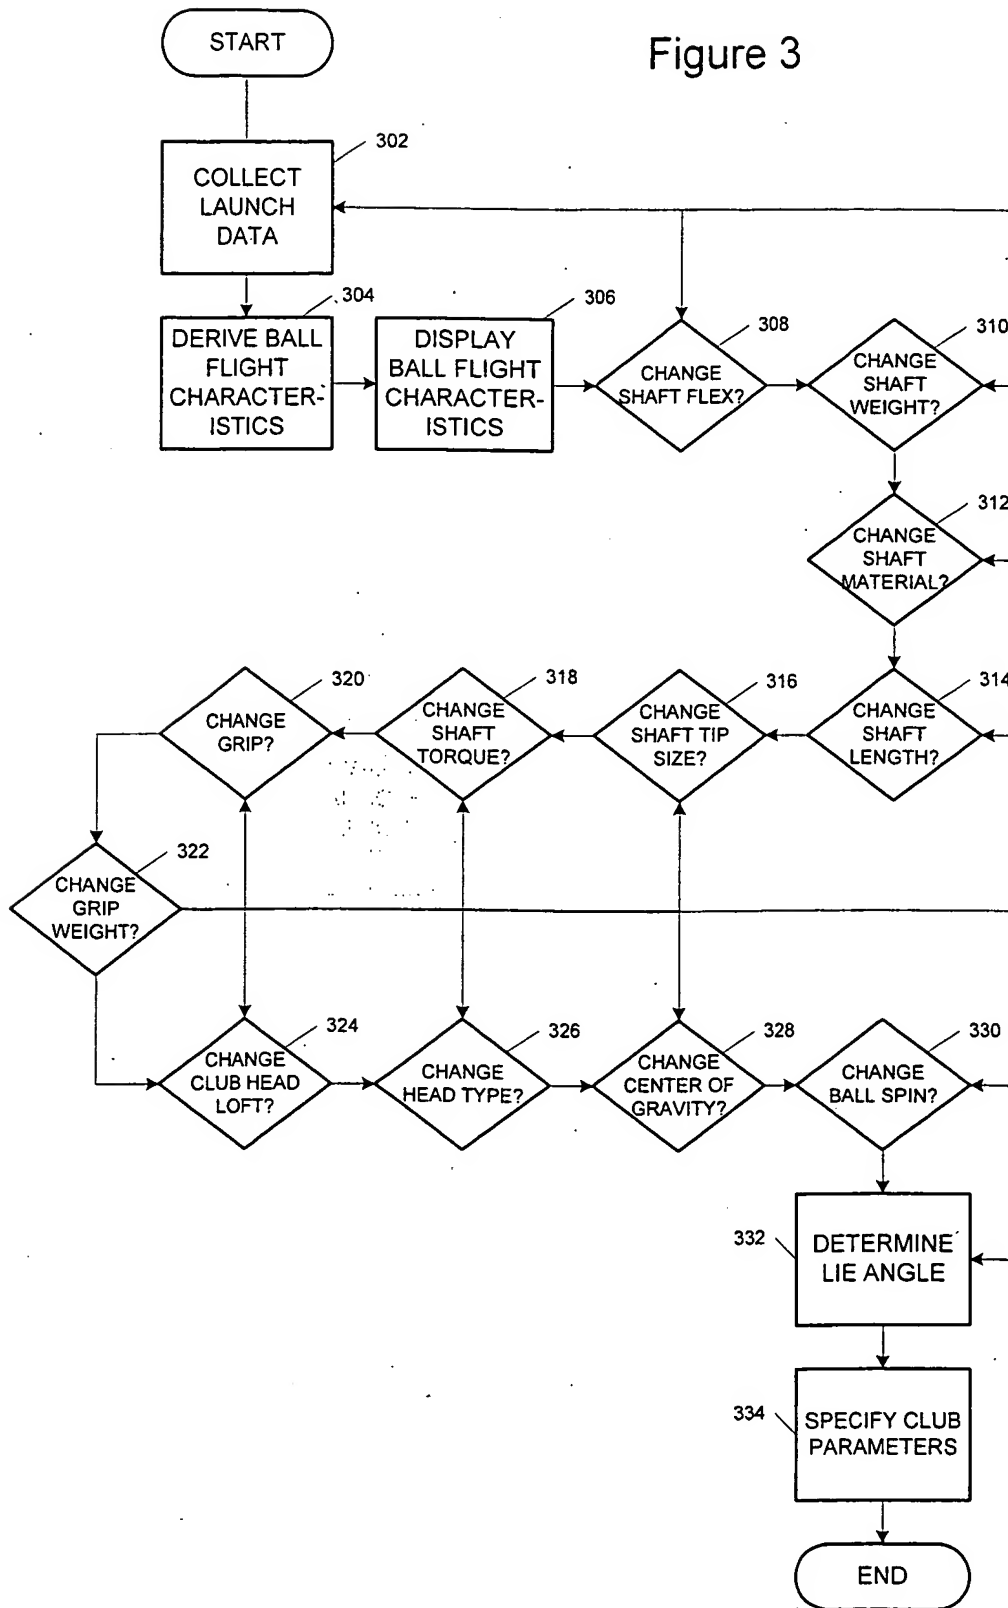 Figure 3
START
302
COLLECT
LAUNCH
DATA
304
DERIVE BALL
FLIGHT
CHARACTER-
ISTICS
306
DISPLAY
BALL FLIGHT
CHARACTER-
ISTICS
308
CHANGE
SHAFT FLEX?
310
CHANGE
SHAFT
WEIGHT?
312
CHANGE
SHAFT
MATERIAL?
314
CHANGE
SHAFT
LENGTH?
316
CHANGE
SHAFT TIP
SIZE?
318
CHANGE
SHAFT
TORQUE?
320
CHANGE
GRIP?
322
CHANGE
GRIP
WEIGHT?
324
CHANGE
CLUB HEAD
LOFT?
326
CHANGE
HEAD TYPE?
328
CHANGE
CENTER OF
GRAVITY?
330
CHANGE
BALL SPIN?
332
DETERMINE
LIE ANGLE
334
SPECIFY CLUB
PARAMETERS
END